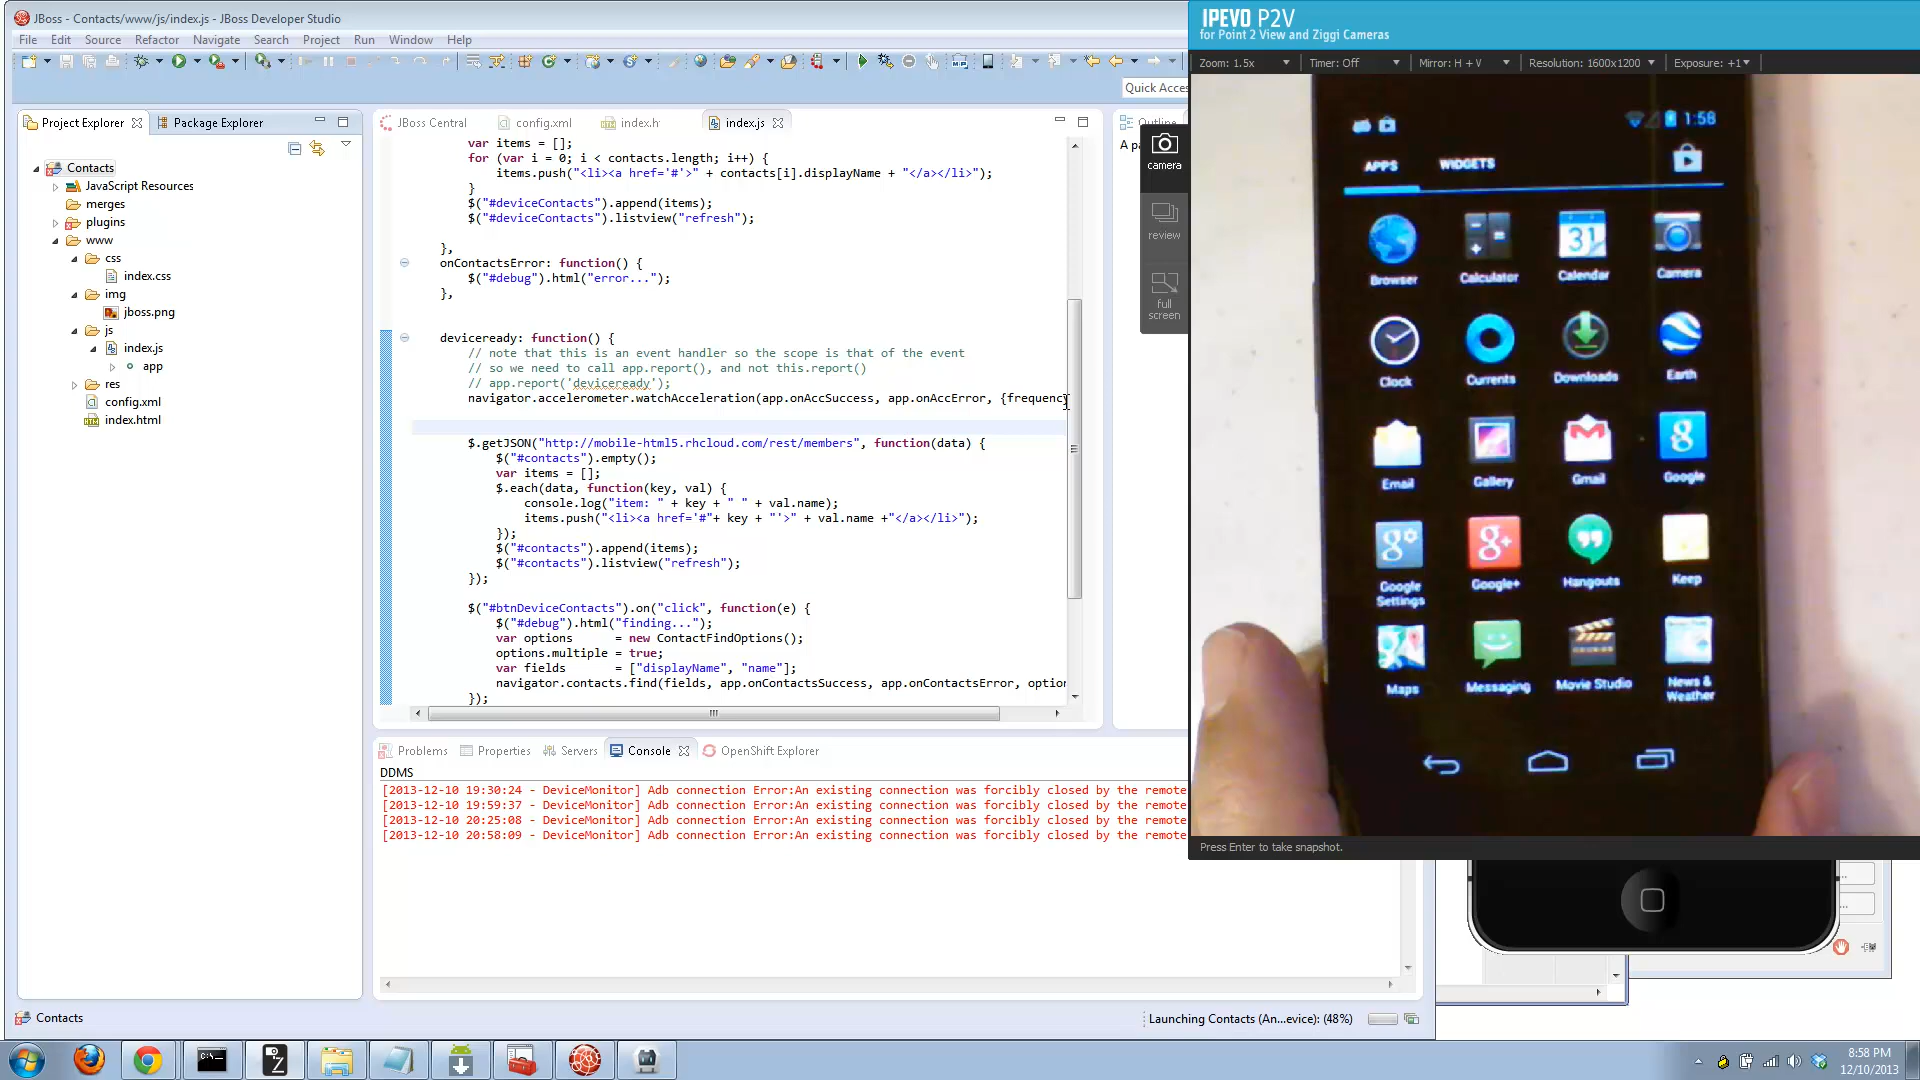 JBoss - Contacts/www/js/index.js - JBoss Developer Studio
File Edit Source Refactor Navigate Search Project Run Window Help
Quick Acces
Project Explorer Package Explorer
Contacts
JavaScript Resources
merges
plugins
www
css
index.css
img
jboss.png
js
index.js
app
res
config.xml
index.html
JBoss Central config.xml index.h index.js
var items = [];
for (var i = 0; i < contacts.length; i++) {
items.push("<li><a href='#'>" + contacts[i].displayName + "</a></li>");
}
$("#deviceContacts").append(items);
$("#deviceContacts").listview("refresh");
},
onContactsError: function() {
$("#debug").html("error...");
},
deviceready: function() {
// note that this is an event handler so the scope is that of the event
// so we need to call app.report(), and not this.report()
// app.report('deviceready');
navigator.accelerometer.watchAcceleration(app.onAccSuccess, app.onAccError, {frequency
$.getJSON("http://mobile-html5.rhcloud.com/rest/members", function(data) {
$("#contacts").empty();
var items = [];
$.each(data, function(key, val) {
console.log("item: " + key + " " + val.name);
items.push("<li><a href='#"+ key + "'>" + val.name +"</a></li>");
});
$("#contacts").append(items);
$("#contacts").listview("refresh");
});
$("#btnDeviceContacts").on("click", function(e) {
$("#debug").html("finding...");
var options = new ContactFindOptions();
options.multiple = true;
var fields = ["displayName", "name"];
navigator.contacts.find(fields, app.onContactsSuccess, app.onContactsError, option
});
Outline
A pa
Problems Properties Servers Console OpenShift Explorer
DDMS
[2013-12-10 19:30:24 - DeviceMonitor] Adb connection Error:An existing connection was forcibly closed by the remote
[2013-12-10 19:59:37 - DeviceMonitor] Adb connection Error:An existing connection was forcibly closed by the remote
[2013-12-10 20:25:08 - DeviceMonitor] Adb connection Error:An existing connection was forcibly closed by the remote
[2013-12-10 20:58:09 - DeviceMonitor] Adb connection Error:An existing connection was forcibly closed by the remote
Contacts
Launching Contacts (An...evice): (48%)
IPEVO P2V
for Point 2 View and Ziggi Cameras
Zoom: 1.5x Timer: Off Mirror: H + V Resolution: 1600x1200 Exposure: +1
camera
review
full
screen
1:58
APPS WIDGETS
Browser Calculator Calendar Camera
31
Clock Currents Downloads Earth
Email Gallery Gmail Google
Google
Settings
Google+ Hangouts Keep
Maps Messaging Movie Studio
News &
Weather
Press Enter to take snapshot.
8:58 PM
12/10/2013